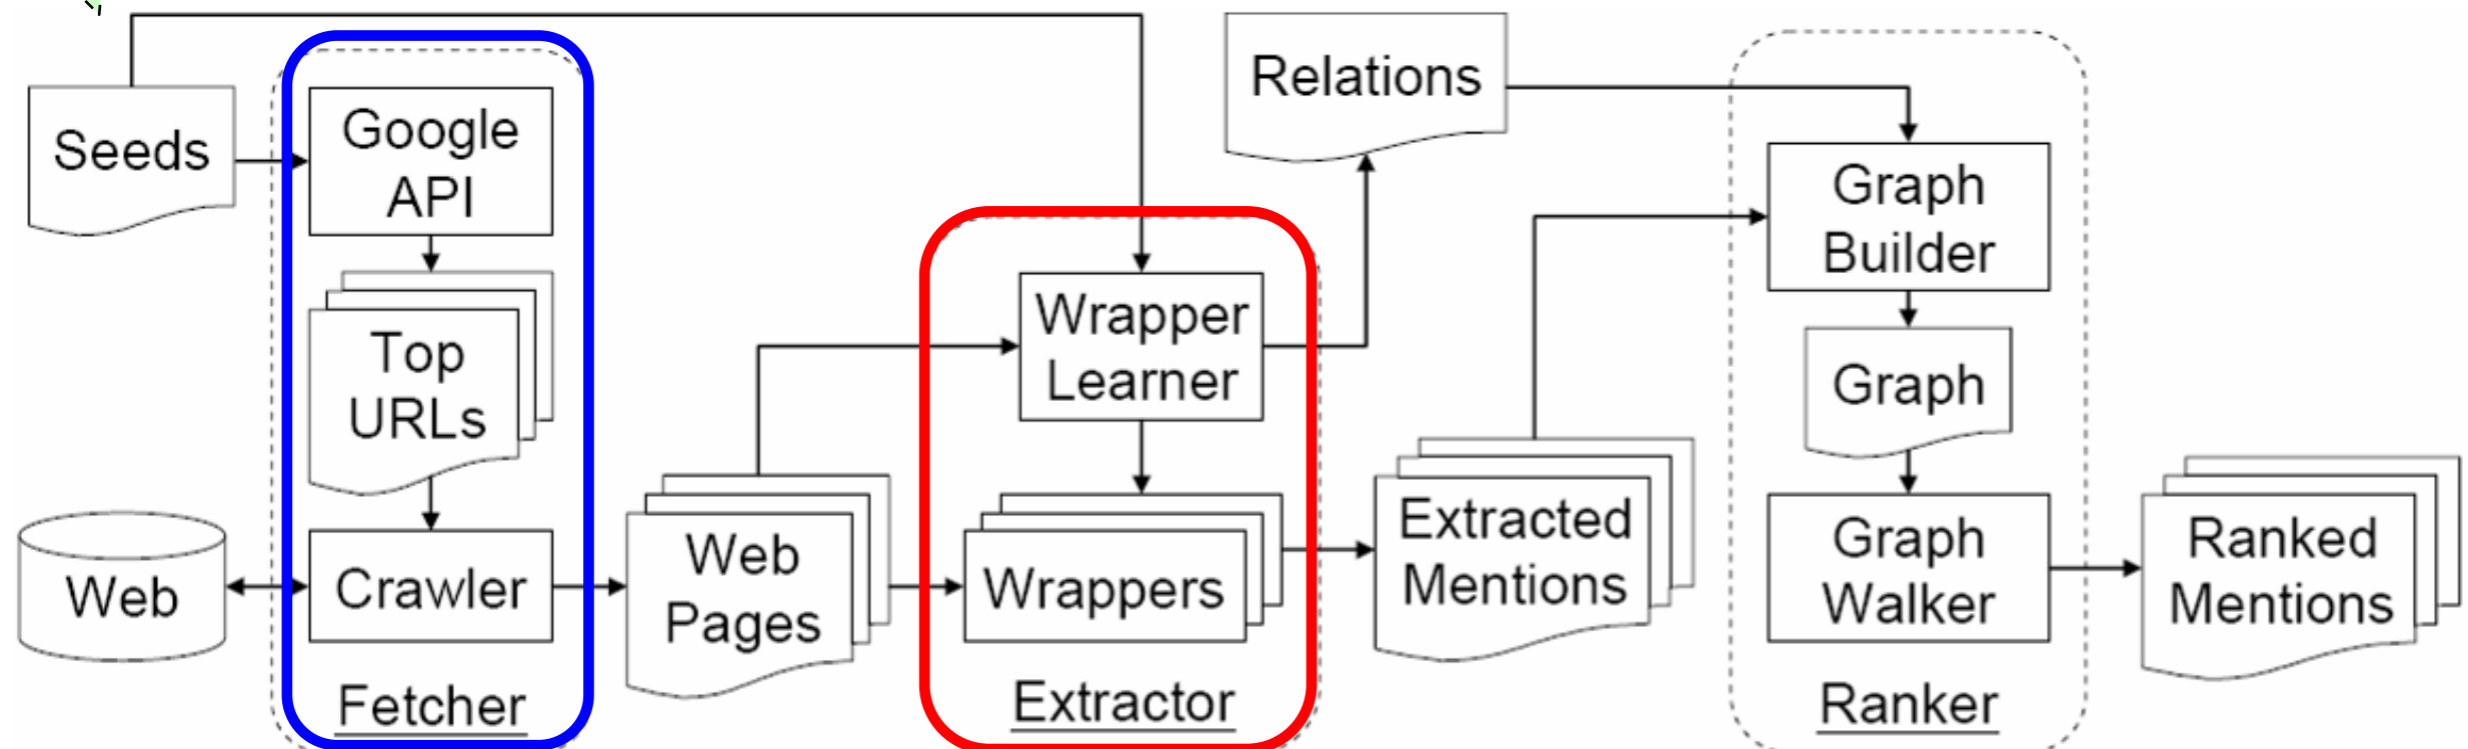 Seeds
Google
API
Top
URLs
Web
Crawler
Fetcher
Web
Pages
Wrapper
Learner
Wrappers
Extractor
Relations
Extracted
Mentions
Graph
Builder
Graph
Graph
Walker
Ranker
Ranked
Mentions